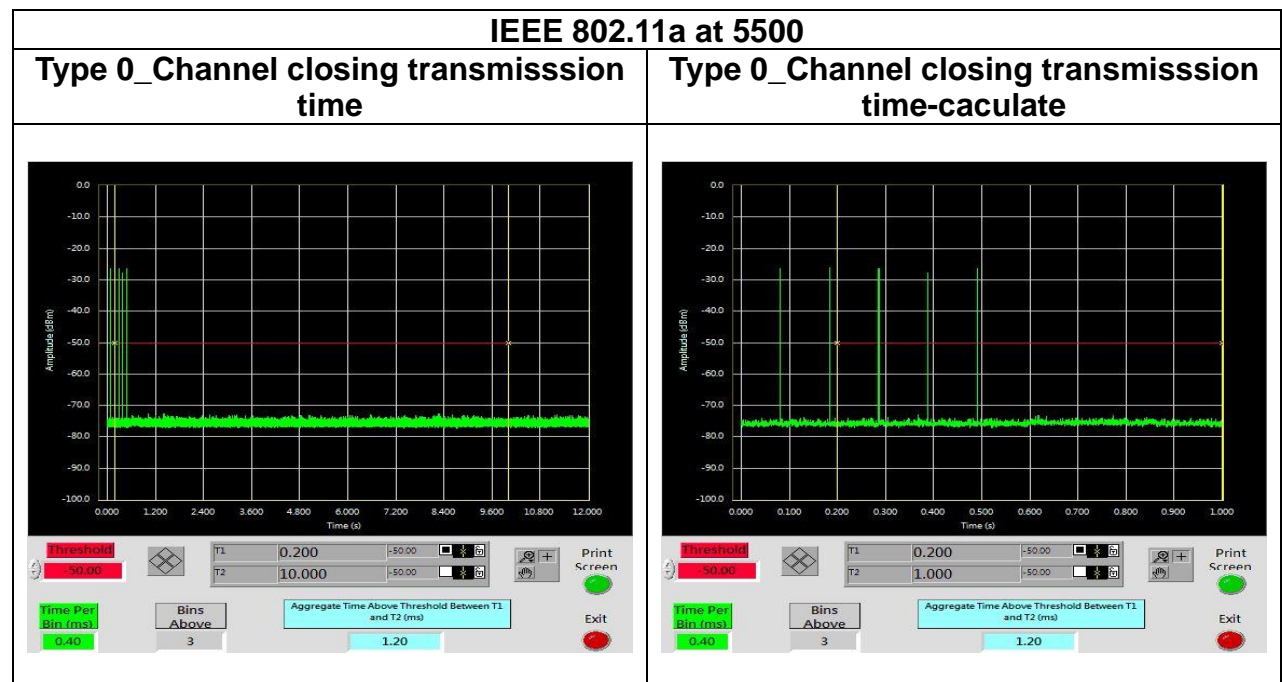 IEEE 802.11a at 5500
Type 0_Channel closing transmisssion
time
Type 0_Channel closing transmisssion
time-caculate
0.0
-10.0
-20.0
-30.0
-40.0
-50.0
-60.0
-70.0
-80.0
-90.0
-100.0
Amplitude (dBm)
0.000 1.200 2.400 3.600 4.800 6.000 7.200 8.400 9.600 10.800 12.000
Time (s)
Threshold
-50.00
T1 0.200 -50.00
T2 10.000 -50.00
Print
Screen
Time Per
Bin (ms)
0.40
Bins
Above
3
Aggregate Time Above Threshold Between T1
and T2 (ms)
1.20
Exit
0.0
-10.0
-20.0
-30.0
-40.0
-50.0
-60.0
-70.0
-80.0
-90.0
-100.0
Amplitude (dBm)
0.000 0.100 0.200 0.300 0.400 0.500 0.600 0.700 0.800 0.900 1.000
Time (s)
Threshold
-50.00
T1 0.200 -50.00
T2 1.000 -50.00
Print
Screen
Time Per
Bin (ms)
0.40
Bins
Above
3
Aggregate Time Above Threshold Between T1
and T2 (ms)
1.20
Exit